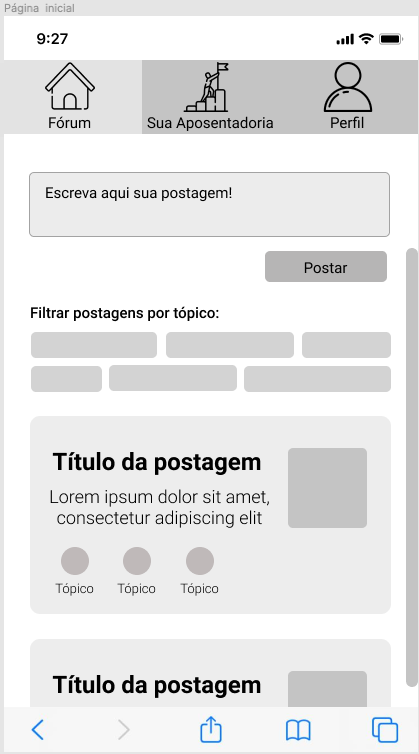 Página inicial
9:27
Fórum
Sua Aposentadoria
Perfil
Escreva aqui sua postagem!
Postar
Filtrar postagens por tópico:
Título da postagem
Lorem ipsum dolor sit amet,
consectetur adipiscing elit
Tópico
Tópico
Tópico
Título da postagem